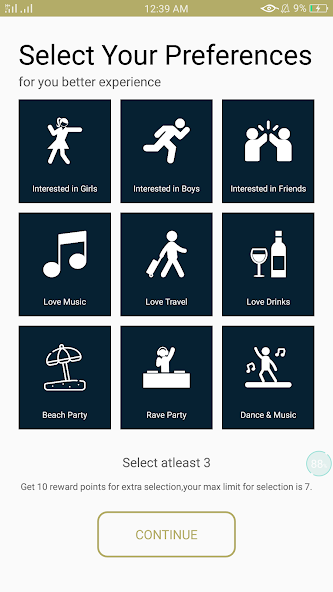 12:39 AM 9%
Select Your Preferences
for you better experience
Interested in Girls Interested in Boys Interested in Friends
Love Music Love Travel Love Drinks
Beach Party Rave Party Dance & Music
Select atleast 3
Get 10 reward points for extra selection,your max limit for selection is 7.
CONTINUE